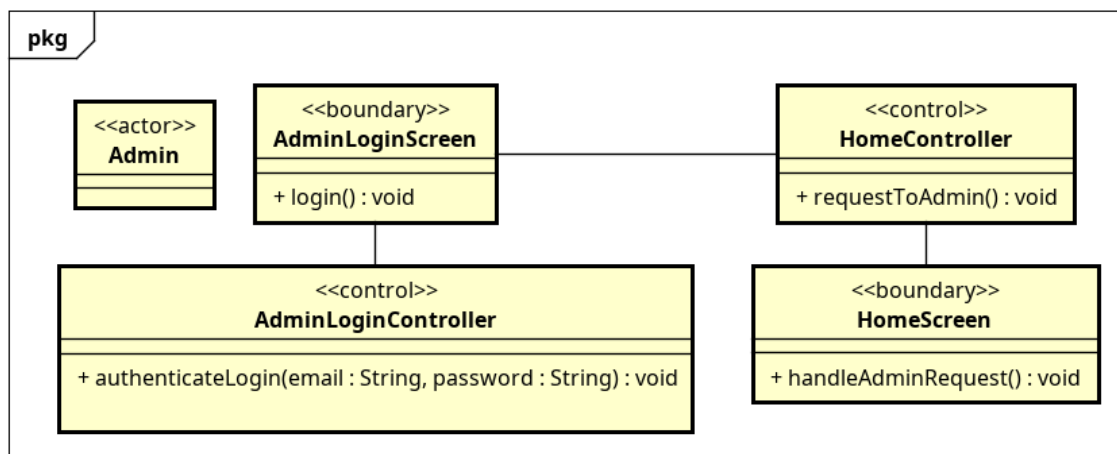 pkg
<<actor>>
Admin
<<boundary>>
AdminLoginScreen
+ login() : void
<<control>>
HomeController
+ requestToAdmin() : void
<<control>>
AdminLoginController
+ authenticateLogin(email : String, password : String) : void
<<boundary>>
HomeScreen
+ handleAdminRequest() : void